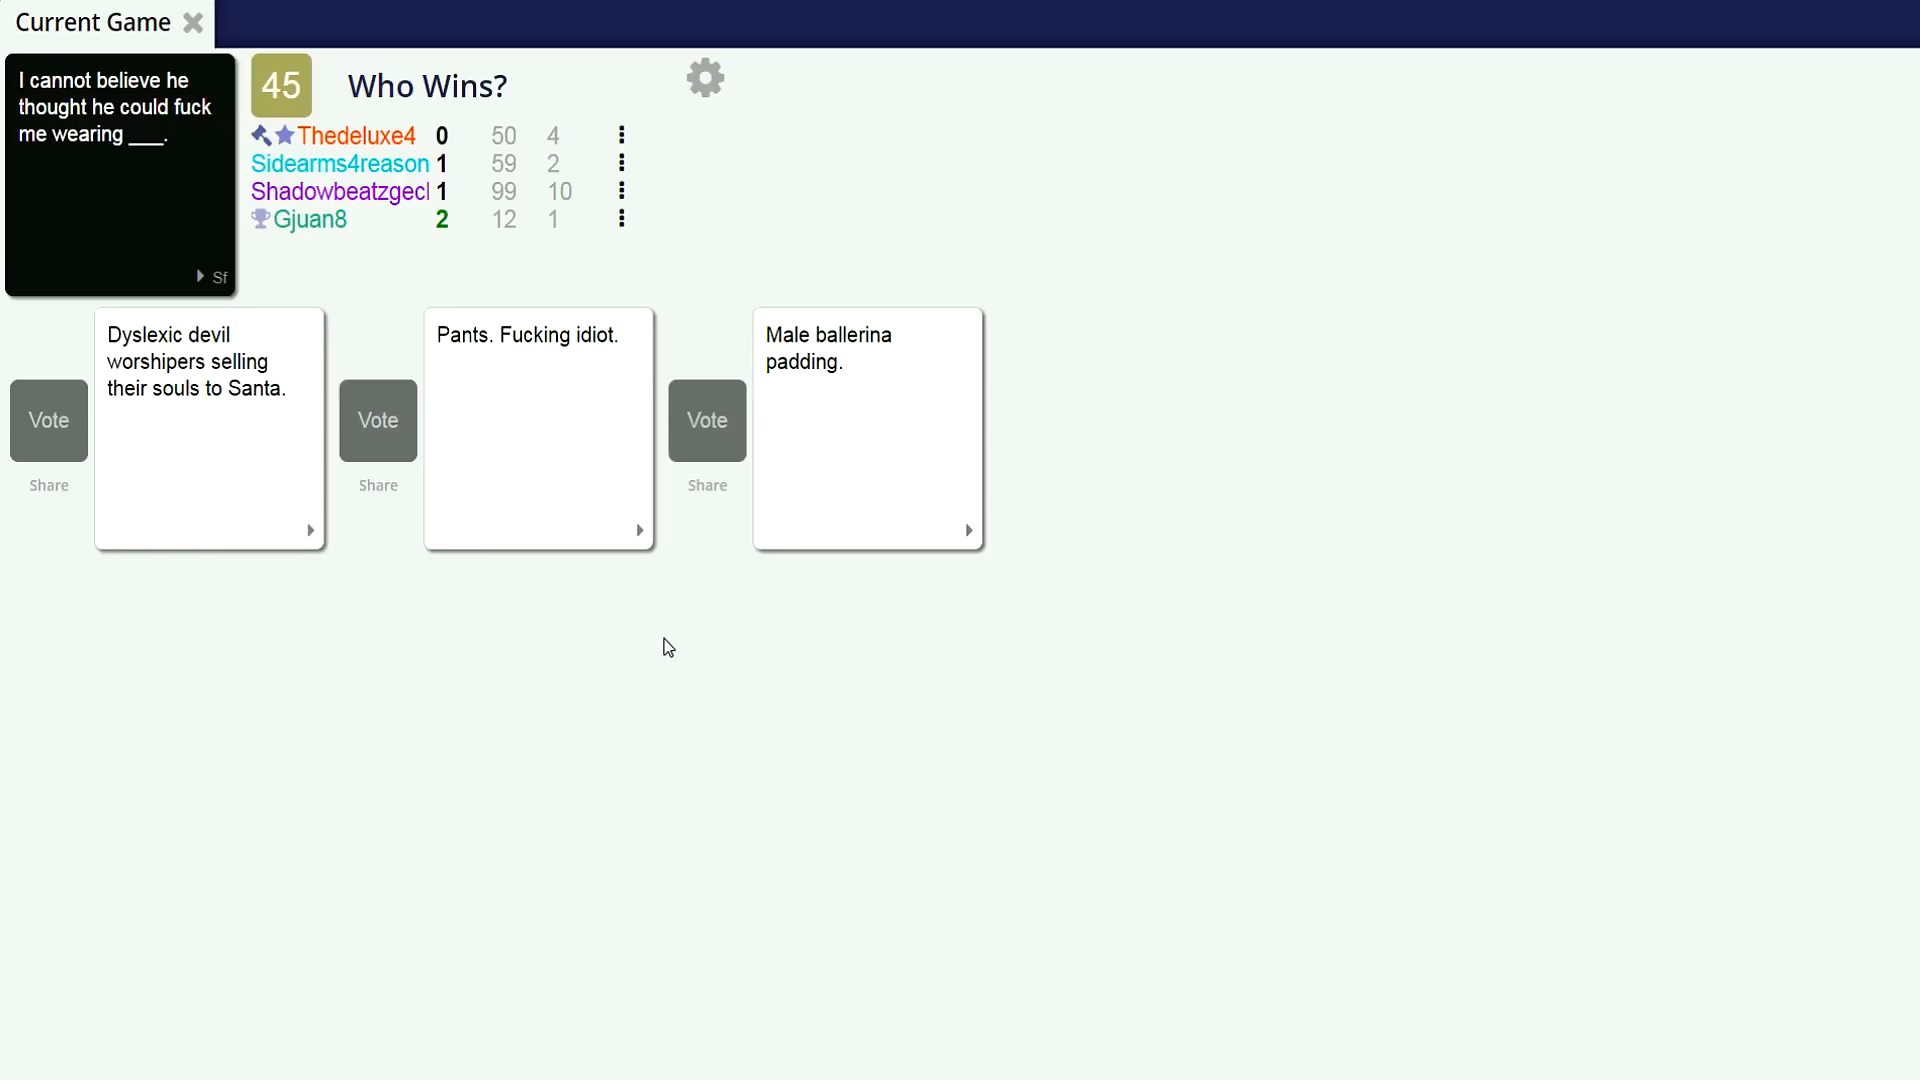 Current Game
I cannot believe he
thought he could fuck
me wearing ___.
Sf
45
Who Wins?
Thedeluxe4 0 50 4
Sidearms4reason 1 59 2
Shadowbeatzgecl 1 99 10
Gjuan8 2 12 1
Vote
Share
Dyslexic devil
worshipers selling
their souls to Santa.
Vote
Share
Pants. Fucking idiot.
Vote
Share
Male ballerina
padding.